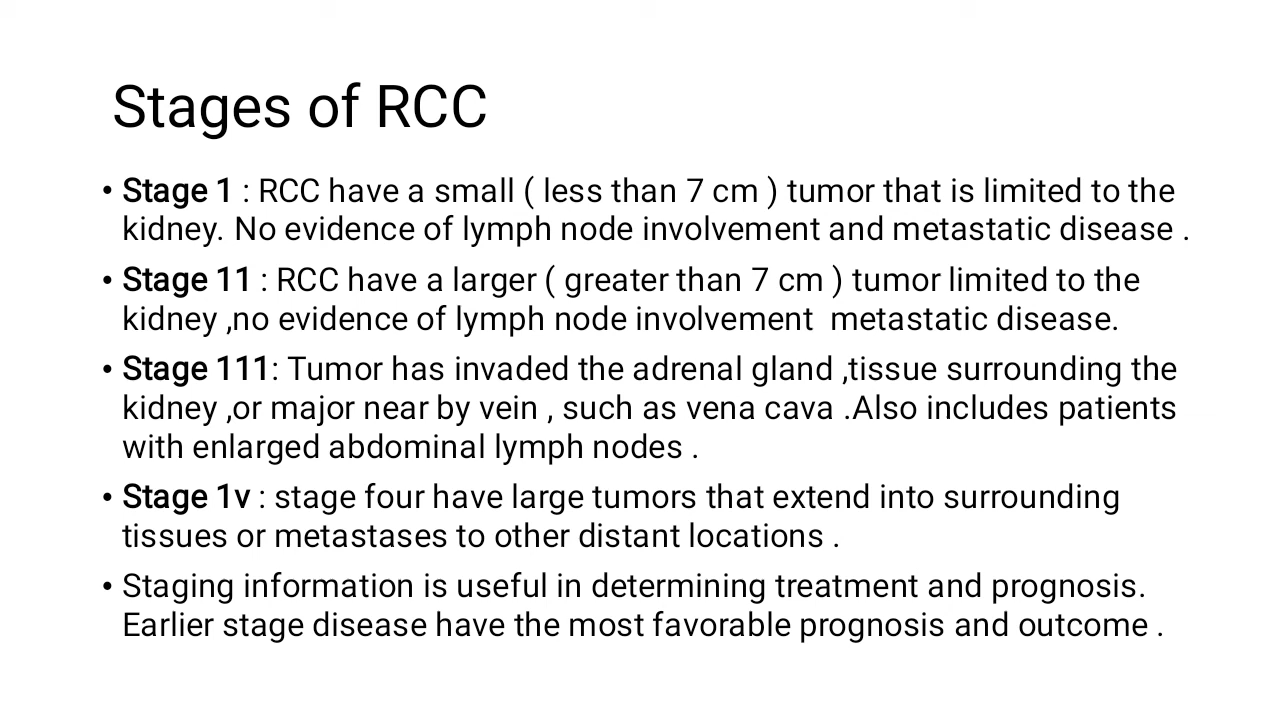 Stages of RCC
• Stage 1 : RCC have a small ( less than 7 cm ) tumor that is limited to the
kidney. No evidence of lymph node involvement and metastatic disease .
• Stage 11 : RCC have a larger ( greater than 7 cm ) tumor limited to the
kidney ,no evidence of lymph node involvement  metastatic disease.
• Stage 111: Tumor has invaded the adrenal gland ,tissue surrounding the
kidney ,or major near by vein , such as vena cava .Also includes patients
with enlarged abdominal lymph nodes .
• Stage 1v : stage four have large tumors that extend into surrounding
tissues or metastases to other distant locations .
• Staging information is useful in determining treatment and prognosis.
Earlier stage disease have the most favorable prognosis and outcome .